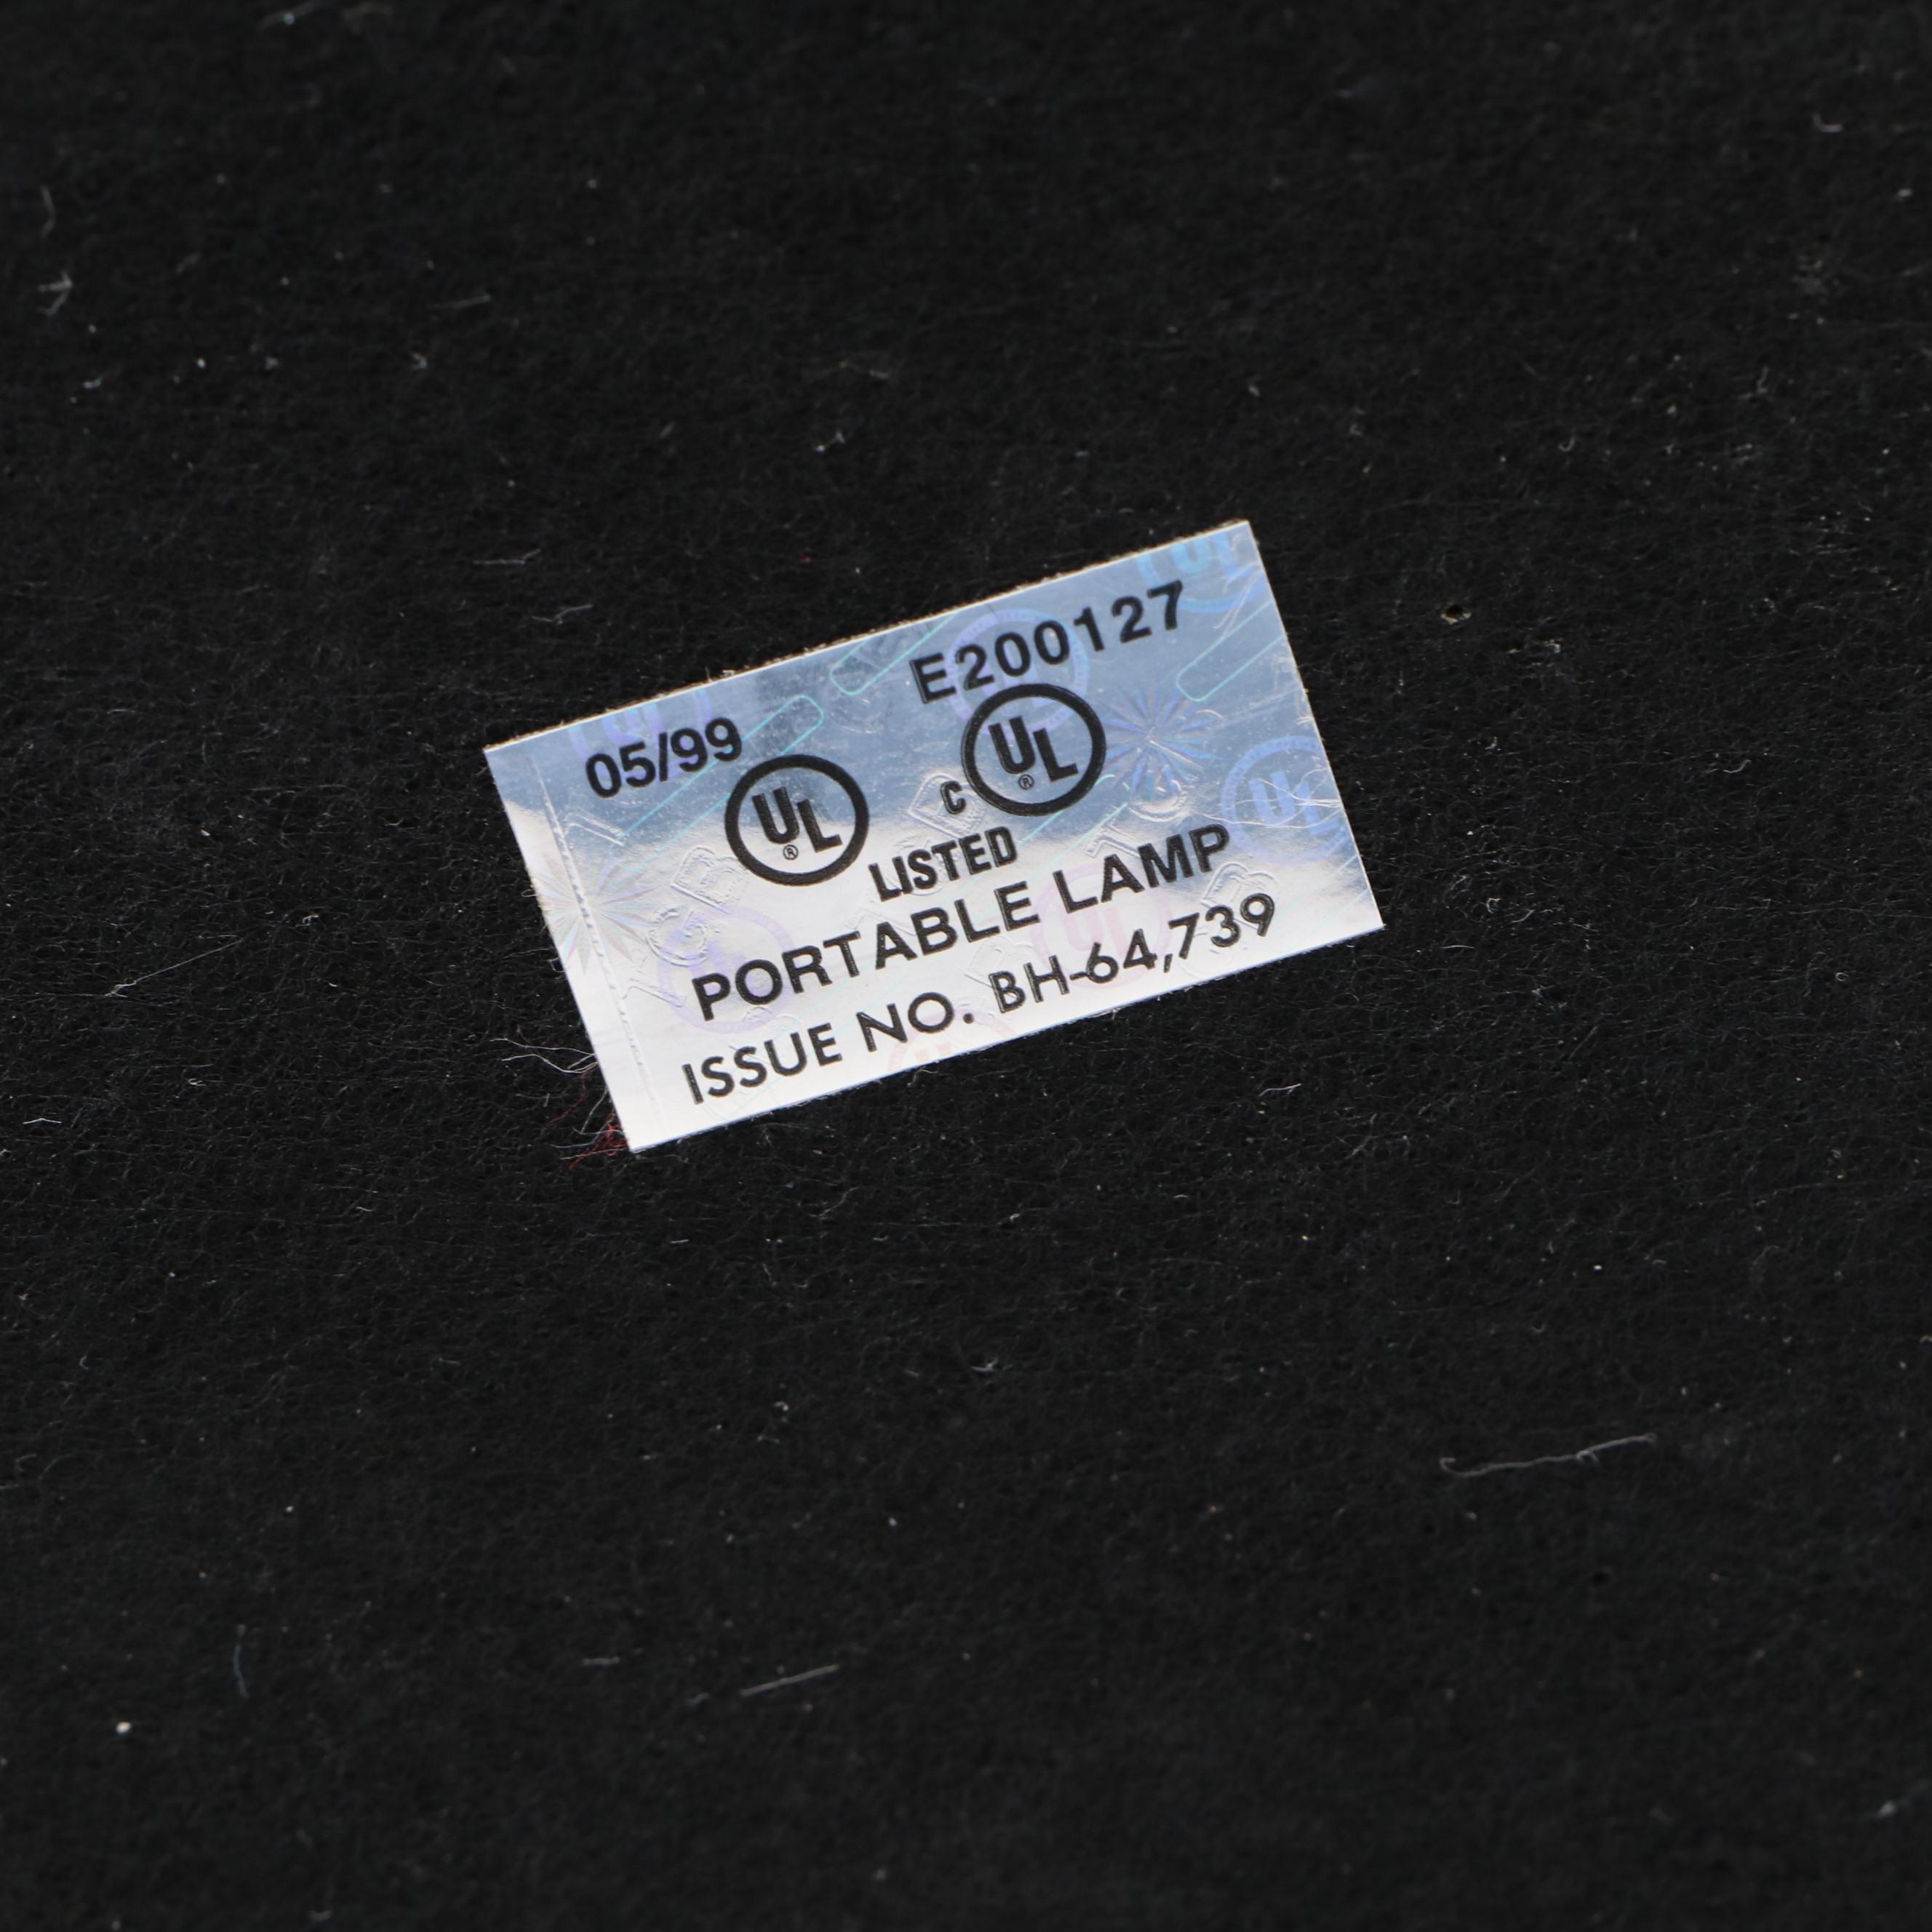 05/99 E200127
UL® C UL®
LISTED
PORTABLE LAMP
ISSUE NO. BH-64,739